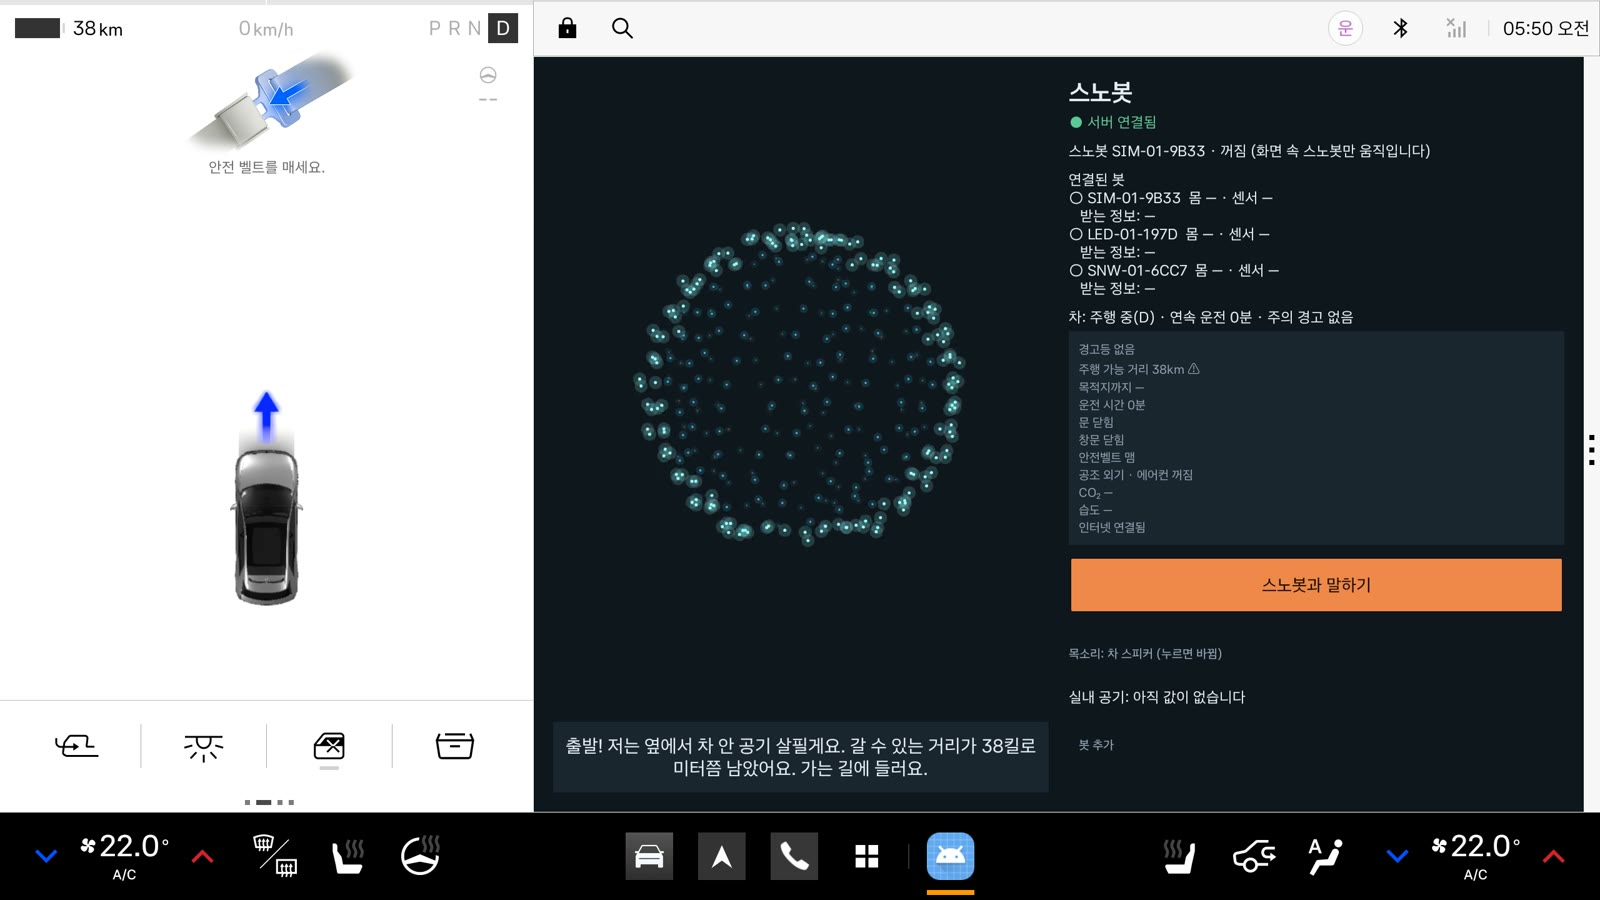 38 km
0 km/h
P R N D
--
안전 벨트를 매세요.
운
05:50 오전
스노봇
서버 연결됨
스노봇 SIM-01-9B33 · 꺼짐 (화면 속 스노봇만 움직입니다)
연결된 봇
○ SIM-01-9B33 몸 – · 센서 –
받는 정보: –
○ LED-01-197D 몸 – · 센서 –
받는 정보: –
○ SNW-01-6CC7 몸 – · 센서 –
받는 정보: –
차: 주행 중(D) · 연속 운전 0분 · 주의 경고 없음
경고등 없음
주행 가능 거리 38km ⚠
목적지까지 –
운전 시간 0분
문 닫힘
창문 닫힘
안전벨트 맴
공조 외기 · 에어컨 꺼짐
CO₂ –
습도 –
인터넷 연결됨
스노봇과 말하기
목소리: 차 스피커 (누르면 바뀜)
실내 공기: 아직 값이 없습니다
봇 추가
출발! 저는 옆에서 차 안 공기 살필게요. 갈 수 있는 거리가 38킬로
미터쯤 남았어요. 가는 길에 들러요.
22.0°
A/C
A
22.0°
A/C